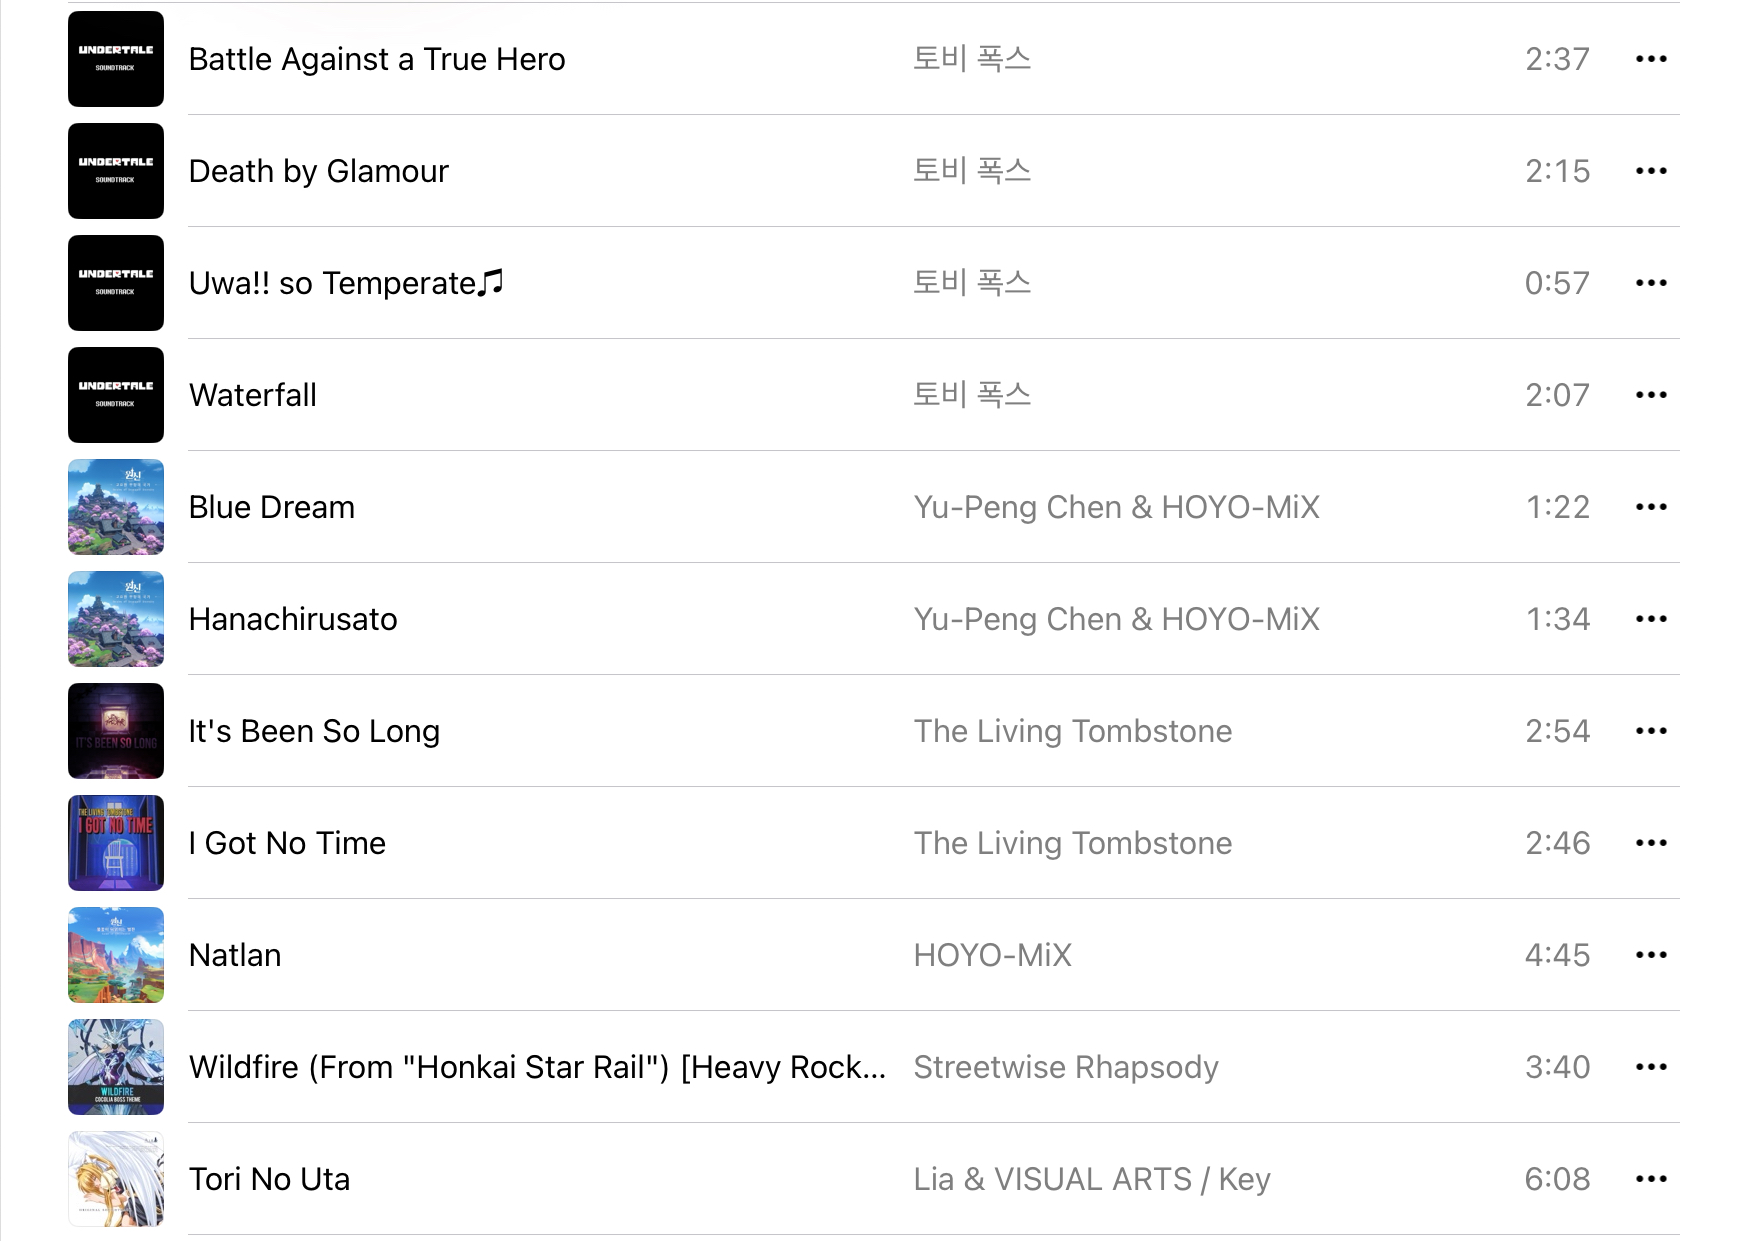 UNDERTALE
SOUNDTRACK
Battle Against a True Hero 토비 폭스 2:37
UNDERTALE
SOUNDTRACK
Death by Glamour 토비 폭스 2:15
UNDERTALE
SOUNDTRACK
Uwa!! so Temperate♫ 토비 폭스 0:57
UNDERTALE
SOUNDTRACK
Waterfall 토비 폭스 2:07
원신
Blue Dream Yu-Peng Chen & HOYO-MiX 1:22
원신
Hanachirusato Yu-Peng Chen & HOYO-MiX 1:34
IT'S BEEN SO LONG
It's Been So Long The Living Tombstone 2:54
THE LIVING TOMBSTONE
I GOT NO TIME
I Got No Time The Living Tombstone 2:46
원신
Natlan HOYO-MiX 4:45
WILDFIRE
COCOLIA BOSS THEME
Wildfire (From "Honkai Star Rail") [Heavy Rock... Streetwise Rhapsody 3:40
Tori No Uta Lia & VISUAL ARTS / Key 6:08